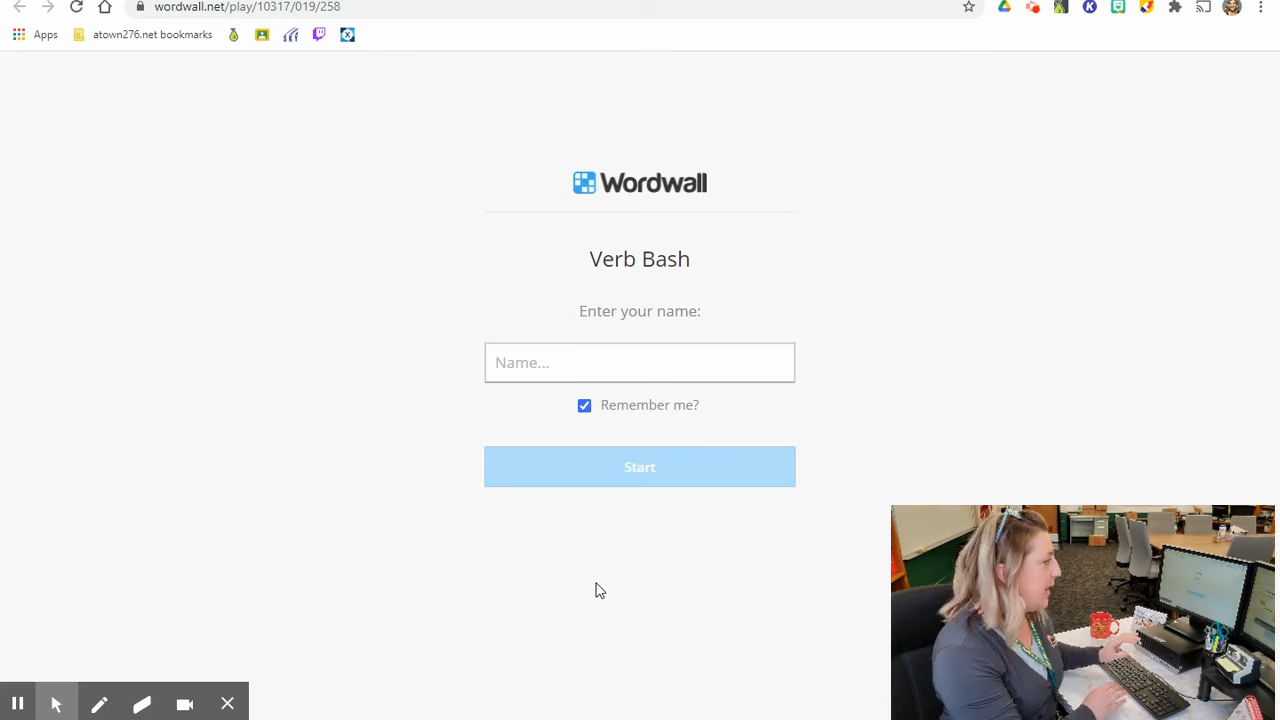 wordwall.net/play/10317/019/258
Apps
atown276.net bookmarks
Wordwall
Verb Bash
Enter your name:
Name...
Remember me?
Start